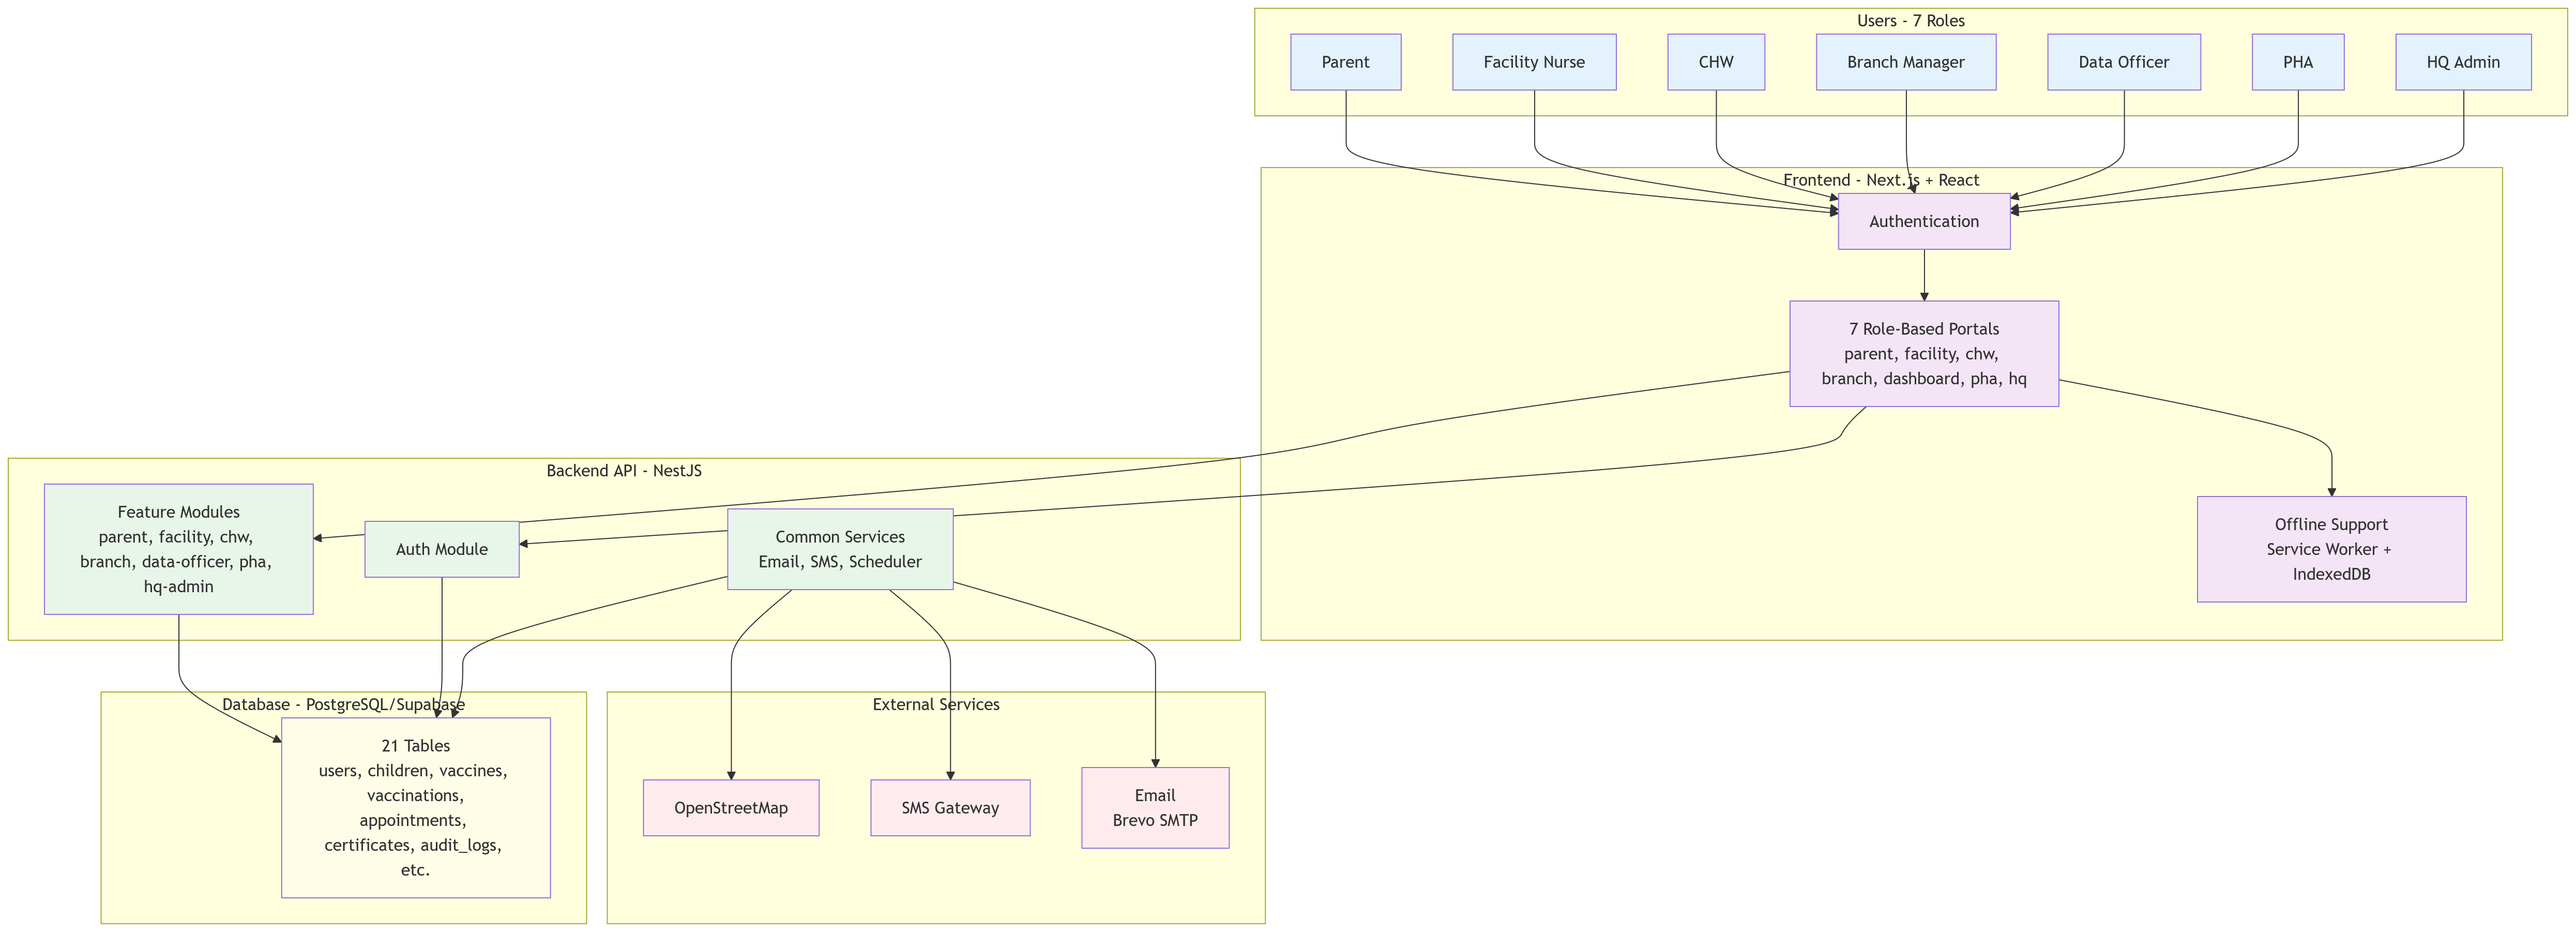 Users - 7 Roles
Parent
Facility Nurse
CHW
Branch Manager
Data Officer
PHA
HQ Admin
Frontend - Next.js + React
Authentication
7 Role-Based Portals
parent, facility, chw,
branch, dashboard, pha, hq
Offline Support
Service Worker +
IndexedDB
Backend API - NestJS
Feature Modules
parent, facility, chw,
branch, data-officer, pha,
hq-admin
Auth Module
Common Services
Email, SMS, Scheduler
Database - PostgreSQL/Supabase
21 Tables
users, children, vaccines,
vaccinations,
appointments,
certificates, audit_logs,
etc.
External Services
OpenStreetMap
SMS Gateway
Email
Brevo SMTP